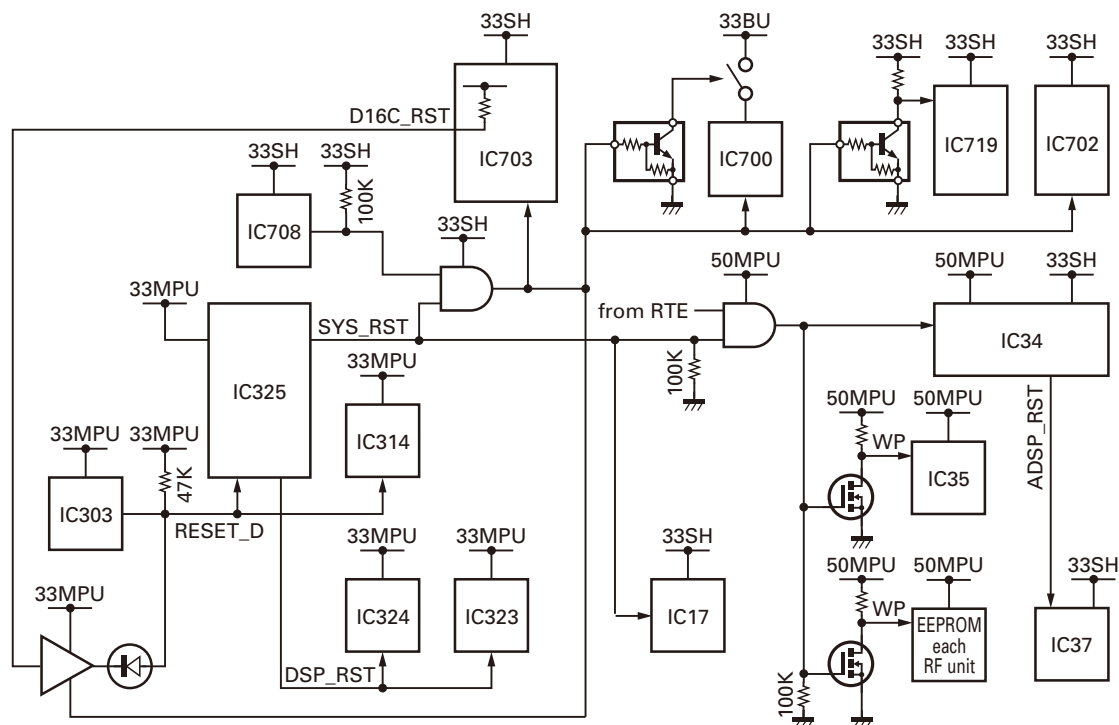 33SH
33BU
33SH
33SH
33SH
D16C_RST
IC703
IC700
IC719
IC702
33SH
33SH
100K
IC708
33SH
33MPU
50MPU
50MPU
33SH
SYS_RST
from RTE
IC34
IC325
33MPU
100K
33MPU
33MPU
47K
IC314
50MPU
50MPU
WP
IC35
ADSP_RST
IC303
RESET_D
33MPU
33MPU
33SH
50MPU
50MPU
33SH
33MPU
IC324
IC323
IC17
WP
EEPROM
each
RF unit
IC37
DSP_RST
100K